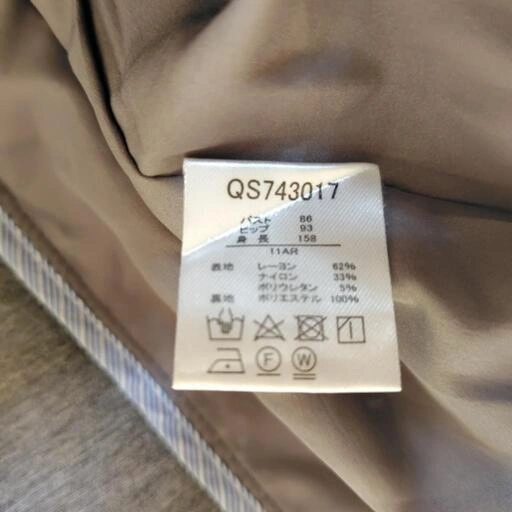 QS743017
バスト 86
ヒップ 93
身長 158
11AR
表地 レーヨン 62%
ナイロン 33%
ポリウレタン 5%
裏地 ポリエステル 100%
F W